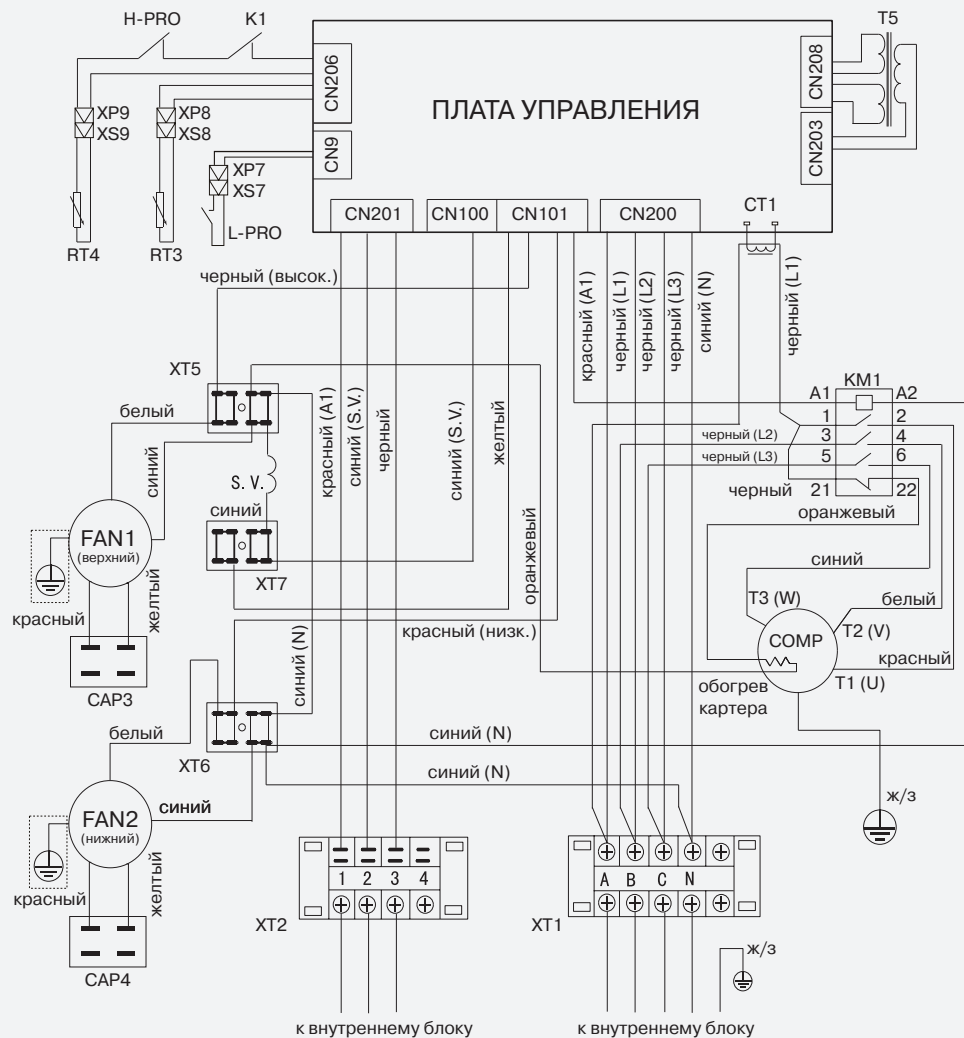 H-PRO
K1
T5
CN206
CN208
ПЛАТА УПРАВЛЕНИЯ
XP9
XS9
XP8
XS8
CN9
CN203
XP7
XS7
L-PRO
RT4
RT3
CN201
CN100
CN101
CN200
CT1
черный (высок.)
красный (A1)
черный (L1)
черный (L2)
черный (L3)
синий (N)
черный (L1)
XT5
белый
синий
S. V.
синий
XT7
красный (A1)
синий (S.V.)
черный
синий (S.V.)
желтый
оранжевый
KM1
A1
A2
1
2
черный (L2)
3
4
черный (L3)
5
6
черный
21
22
оранжевый
FAN1
(верхний)
красный
желтый
CAP3
синий
белый
T3 (W)
COMP
T2 (V)
красный
T1 (U)
обогрев
картера
красный (низк.)
синий (N)
белый
XT6
синий (N)
синий (N)
синий
FAN2
(нижний)
красный
желтый
CAP4
ж/з
1
2
3
4
XT2
A
B
C
N
XT1
ж/з
к внутреннему блоку
к внутреннему блоку